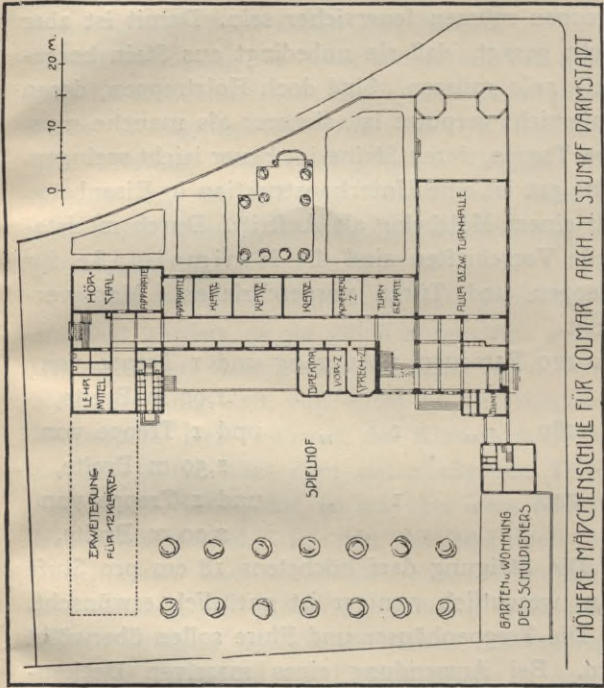 0 10 20 M.
HÖR-
SAAL
APPARATE
APPARATE
KLASSE
KLASSE
KLASSE
KONFERENZ
Z
TURN
GERÄTE
AULA BEZW. TURNHALLE
LEHR
MITTEL
DIREKTOR
VOR-Z
SPRECH-Z
ERWEITERUNG
FÜR 12 KLASSEN
SPIELHOF
GARTEN U. WOHNUNG
DES SCHULDIENERS
HÖHERE MÄDCHENSCHULE FÜR COLMAR ARCH. H. STUMPF DARMSTADT